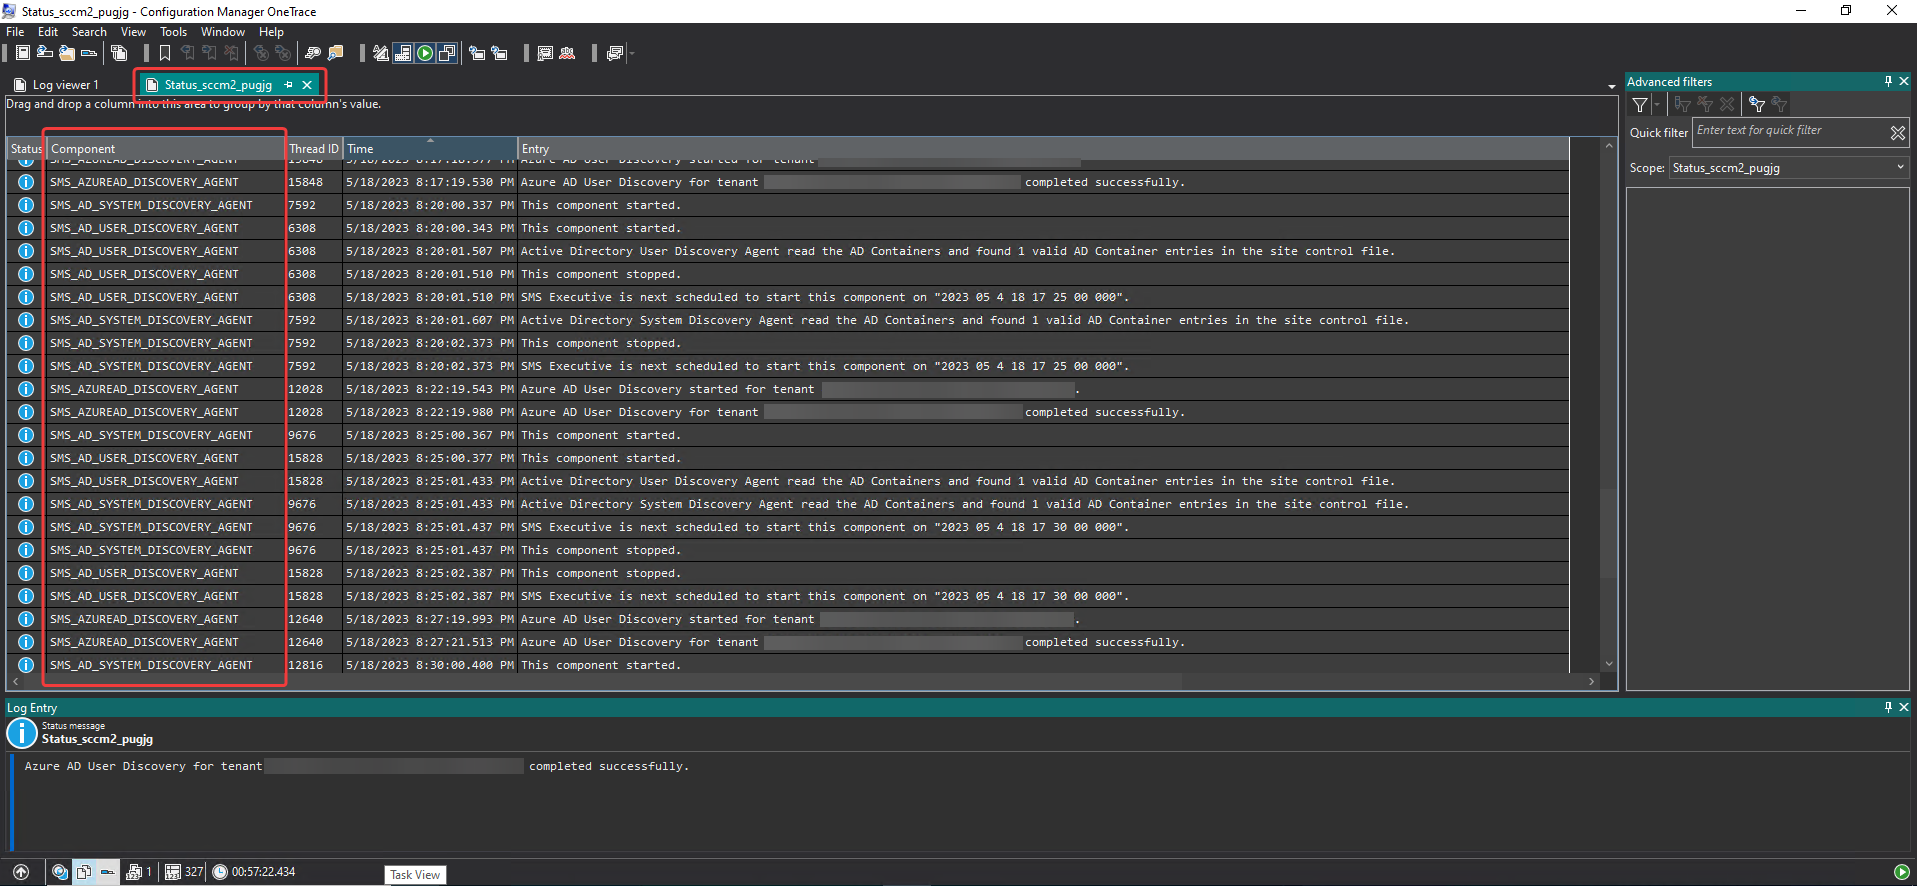 Status_sccm2_pugjg - Configuration Manager OneTrace
File Edit Search View Tools Window Help
Log viewer 1 Status_sccm2_pugjg
Drag and drop a column into this area to group by that column's value.
Status Component Thread ID Time Entry
SMS_AZUREAD_DISCOVERY_AGENT 15848 5/18/2023 8:17:18.977 PM Azure AD User Discovery started for tenant
SMS_AZUREAD_DISCOVERY_AGENT 15848 5/18/2023 8:17:19.530 PM Azure AD User Discovery for tenant completed successfully.
SMS_AD_SYSTEM_DISCOVERY_AGENT 7592 5/18/2023 8:20:00.337 PM This component started.
SMS_AD_USER_DISCOVERY_AGENT 6308 5/18/2023 8:20:00.343 PM This component started.
SMS_AD_USER_DISCOVERY_AGENT 6308 5/18/2023 8:20:01.507 PM Active Directory User Discovery Agent read the AD Containers and found 1 valid AD Container entries in the site control file.
SMS_AD_USER_DISCOVERY_AGENT 6308 5/18/2023 8:20:01.510 PM This component stopped.
SMS_AD_USER_DISCOVERY_AGENT 6308 5/18/2023 8:20:01.510 PM SMS Executive is next scheduled to start this component on "2023 05 4 18 17 25 00 000".
SMS_AD_SYSTEM_DISCOVERY_AGENT 7592 5/18/2023 8:20:01.607 PM Active Directory System Discovery Agent read the AD Containers and found 1 valid AD Container entries in the site control file.
SMS_AD_SYSTEM_DISCOVERY_AGENT 7592 5/18/2023 8:20:02.373 PM This component stopped.
SMS_AD_SYSTEM_DISCOVERY_AGENT 7592 5/18/2023 8:20:02.373 PM SMS Executive is next scheduled to start this component on "2023 05 4 18 17 25 00 000".
SMS_AZUREAD_DISCOVERY_AGENT 12028 5/18/2023 8:22:19.543 PM Azure AD User Discovery started for tenant .
SMS_AZUREAD_DISCOVERY_AGENT 12028 5/18/2023 8:22:19.980 PM Azure AD User Discovery for tenant completed successfully.
SMS_AD_SYSTEM_DISCOVERY_AGENT 9676 5/18/2023 8:25:00.367 PM This component started.
SMS_AD_USER_DISCOVERY_AGENT 15828 5/18/2023 8:25:00.377 PM This component started.
SMS_AD_USER_DISCOVERY_AGENT 15828 5/18/2023 8:25:01.433 PM Active Directory User Discovery Agent read the AD Containers and found 1 valid AD Container entries in the site control file.
SMS_AD_SYSTEM_DISCOVERY_AGENT 9676 5/18/2023 8:25:01.433 PM Active Directory System Discovery Agent read the AD Containers and found 1 valid AD Container entries in the site control file.
SMS_AD_SYSTEM_DISCOVERY_AGENT 9676 5/18/2023 8:25:01.437 PM SMS Executive is next scheduled to start this component on "2023 05 4 18 17 30 00 000".
SMS_AD_SYSTEM_DISCOVERY_AGENT 9676 5/18/2023 8:25:01.437 PM This component stopped.
SMS_AD_USER_DISCOVERY_AGENT 15828 5/18/2023 8:25:02.387 PM This component stopped.
SMS_AD_USER_DISCOVERY_AGENT 15828 5/18/2023 8:25:02.387 PM SMS Executive is next scheduled to start this component on "2023 05 4 18 17 30 00 000".
SMS_AZUREAD_DISCOVERY_AGENT 12640 5/18/2023 8:27:19.993 PM Azure AD User Discovery started for tenant .
SMS_AZUREAD_DISCOVERY_AGENT 12640 5/18/2023 8:27:21.513 PM Azure AD User Discovery for tenant completed successfully.
SMS_AD_SYSTEM_DISCOVERY_AGENT 12816 5/18/2023 8:30:00.400 PM This component started.
Advanced filters
Quick filter Enter text for quick filter
Scope: Status_sccm2_pugjg
Log Entry
Status message
Status_sccm2_pugjg
Azure AD User Discovery for tenant completed successfully.
1 327 00:57:22.434
Task View